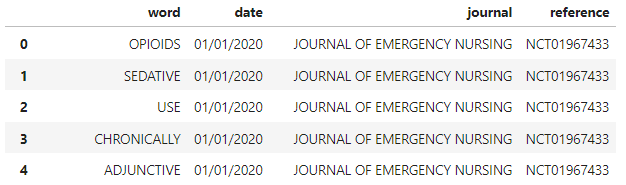 word date journal reference
0 OPIOIDS 01/01/2020 JOURNAL OF EMERGENCY NURSING NCT01967433
1 SEDATIVE 01/01/2020 JOURNAL OF EMERGENCY NURSING NCT01967433
2 USE 01/01/2020 JOURNAL OF EMERGENCY NURSING NCT01967433
3 CHRONICALLY 01/01/2020 JOURNAL OF EMERGENCY NURSING NCT01967433
4 ADJUNCTIVE 01/01/2020 JOURNAL OF EMERGENCY NURSING NCT01967433